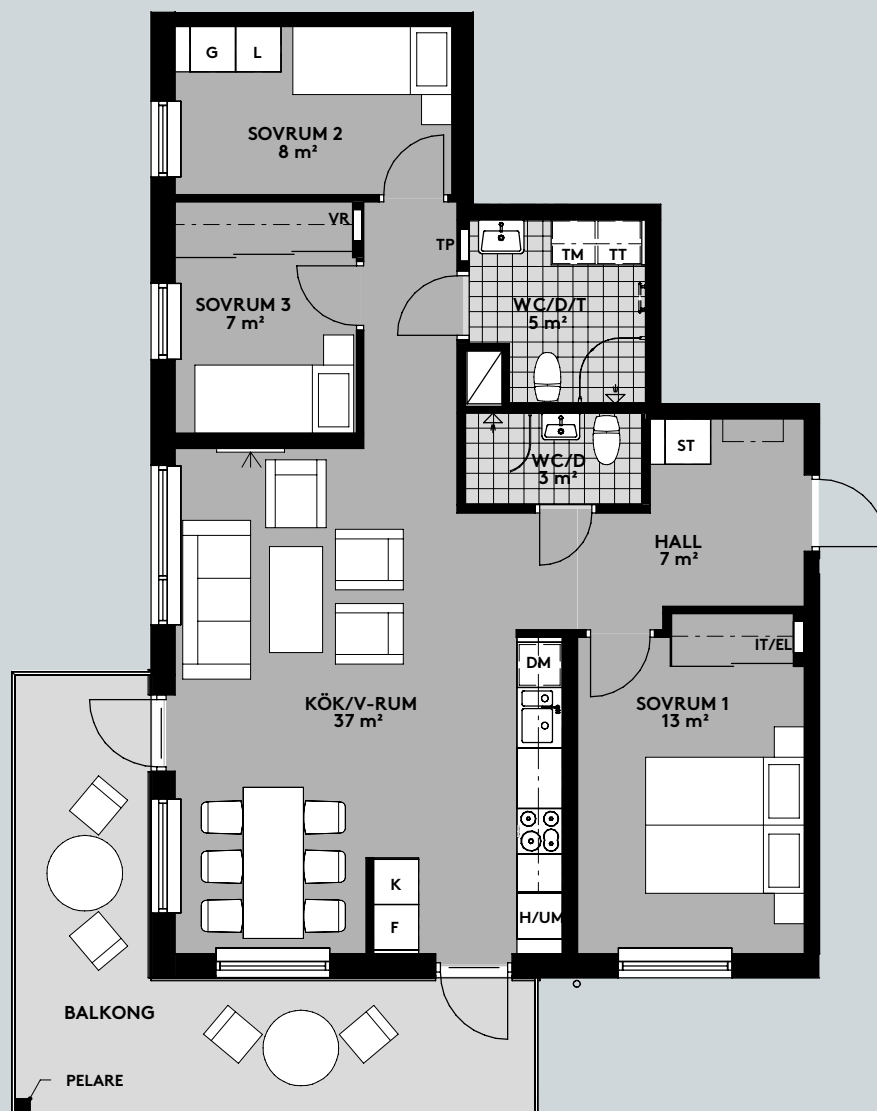 G
L
SOVRUM 2
8 m²
VR
TP
TM
TT
SOVRUM 3
7 m²
WC/D/T
5 m²
WC/D
3 m²
ST
HALL
7 m²
IT/EL
DM
KÖK/V-RUM
37 m²
SOVRUM 1
13 m²
K
F
H/UM
BALKONG
PELARE